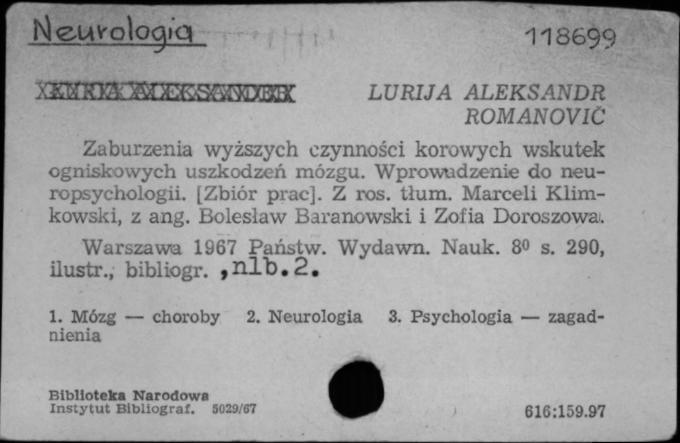 Neurologia
118699
LURIJA ALEKSANDR
ROMANOVIČ
Zaburzenia wyższych czynności korowych wskutek
ogniskowych uszkodzeń mózgu. Wprowadzenie do neu-
ropsychologii. [Zbiór prac]. Z ros. tłum. Marceli Klim-
kowski, z ang. Bolesław Baranowski i Zofia Doroszowa.
Warszawa 1967 Państw. Wydawn. Nauk. 8⁰ s. 290,
ilustr., bibliogr. , nlb. 2.
1. Mózg — choroby 2. Neurologia 3. Psychologia — zagad-
nienia
Biblioteka Narodowa
Instytut Bibliograf. 5029/67
616:159.97